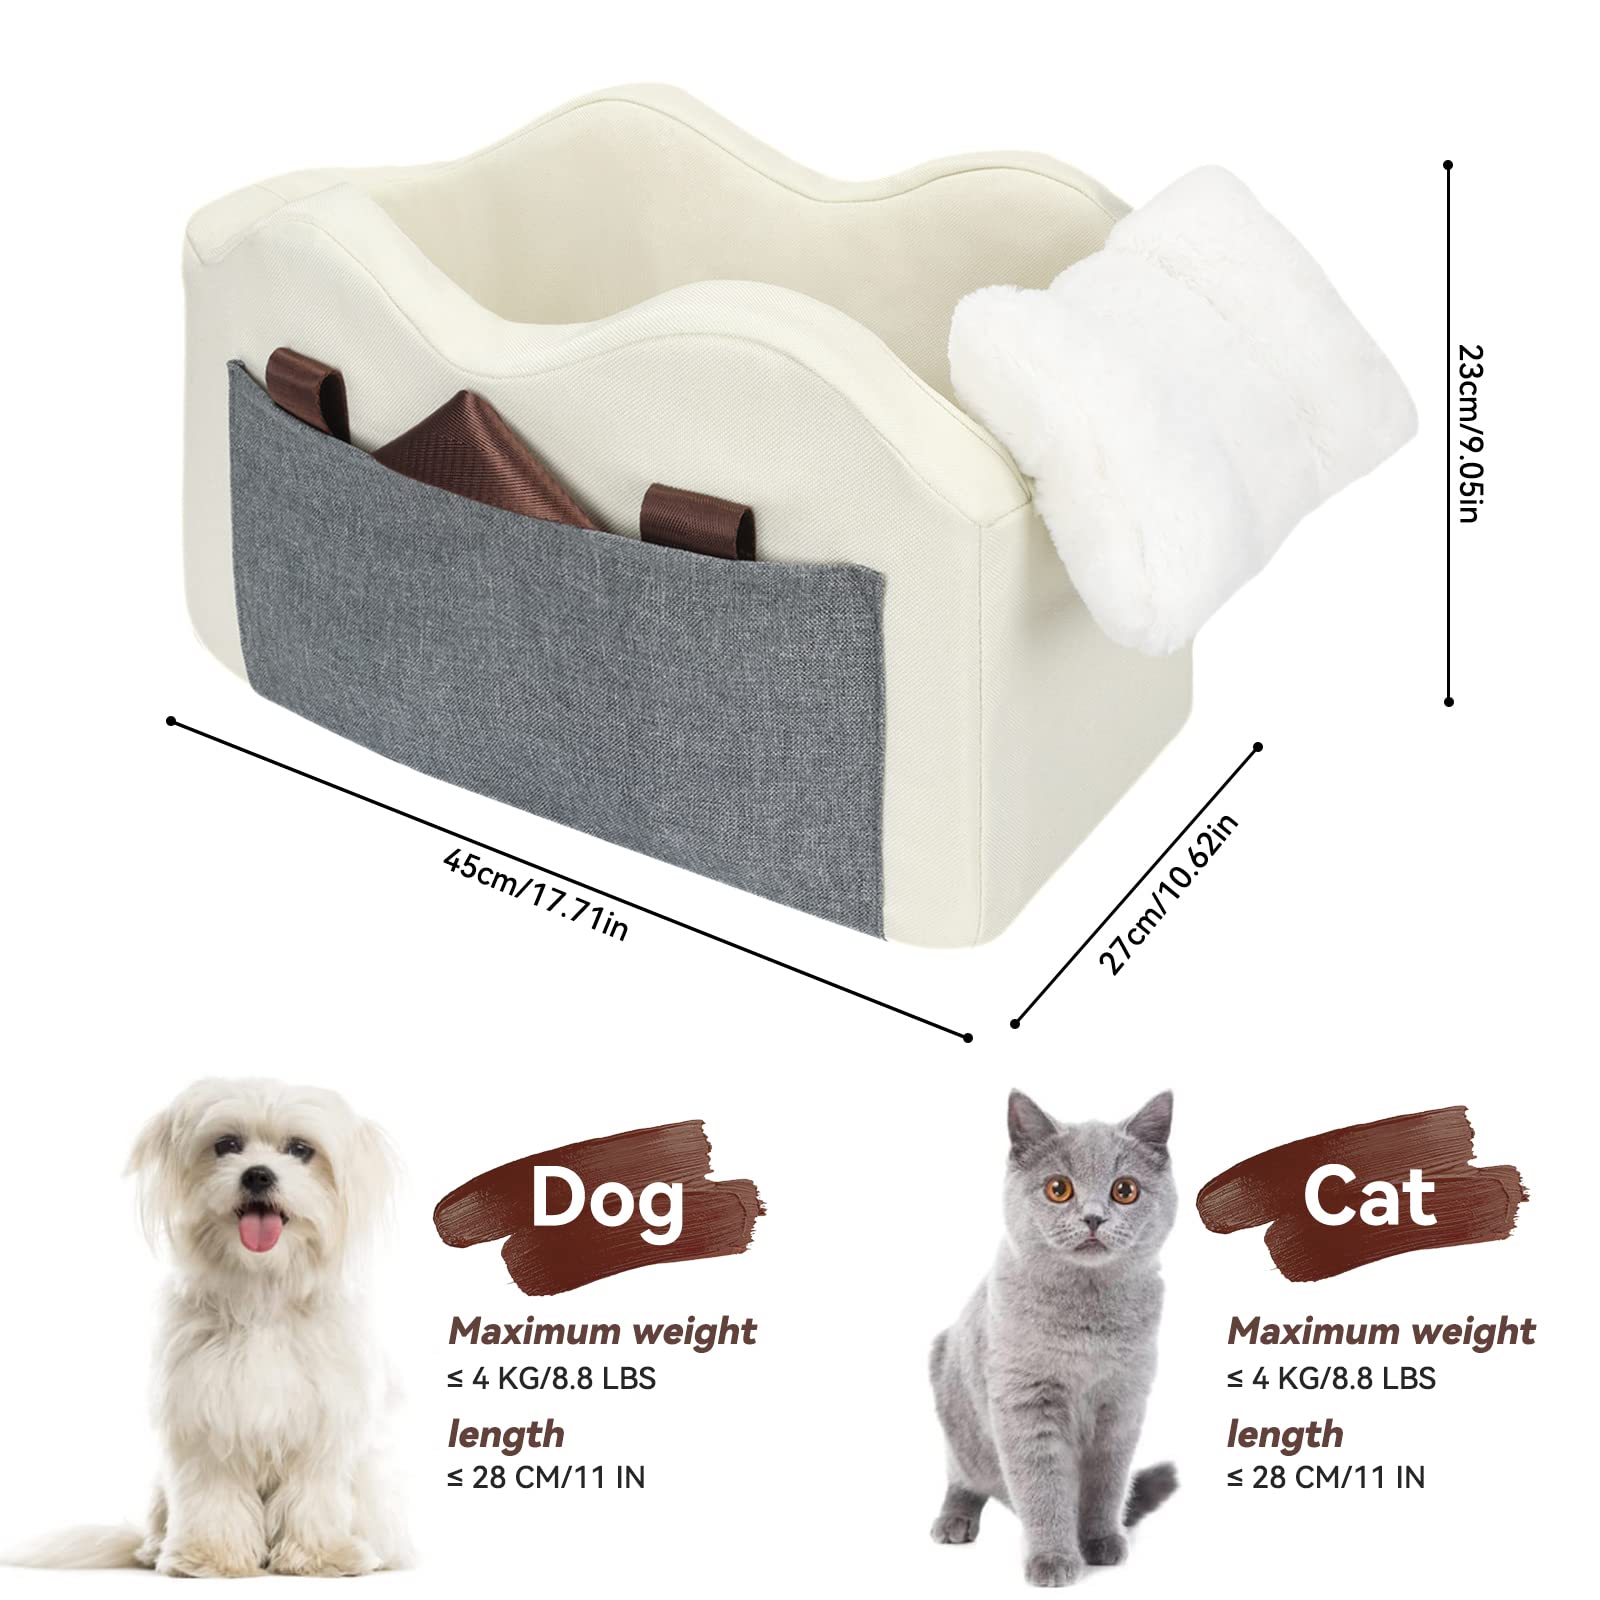 23cm/9.05in
45cm/17.71in
27cm/10.62in
Dog
Maximum weight
≤ 4 KG/8.8 LBS
length
≤ 28 CM/11 IN
Cat
Maximum weight
≤ 4 KG/8.8 LBS
length
≤ 28 CM/11 IN